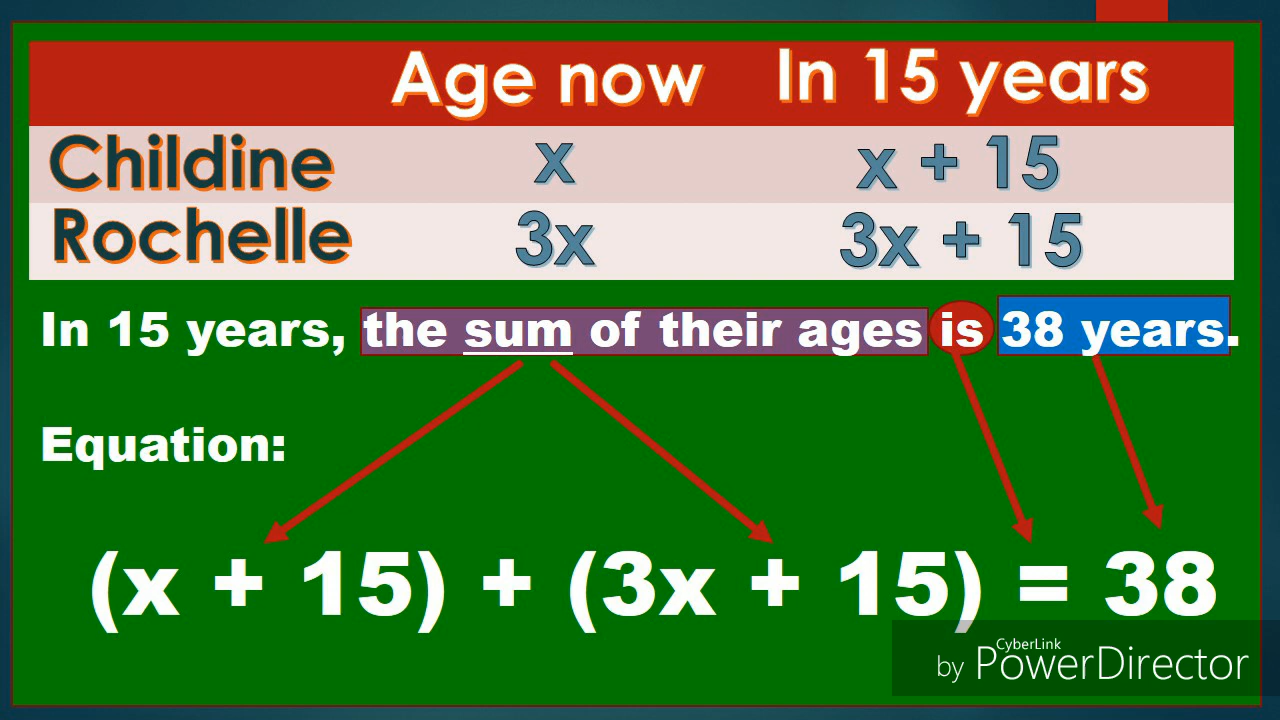 Age now In 15 years
Childine x x + 15
Rochelle 3x 3x + 15
In 15 years, the sum of their ages is 38 years.
Equation:
(x + 15) + (3x + 15) = 38
CyberLink
by PowerDirector